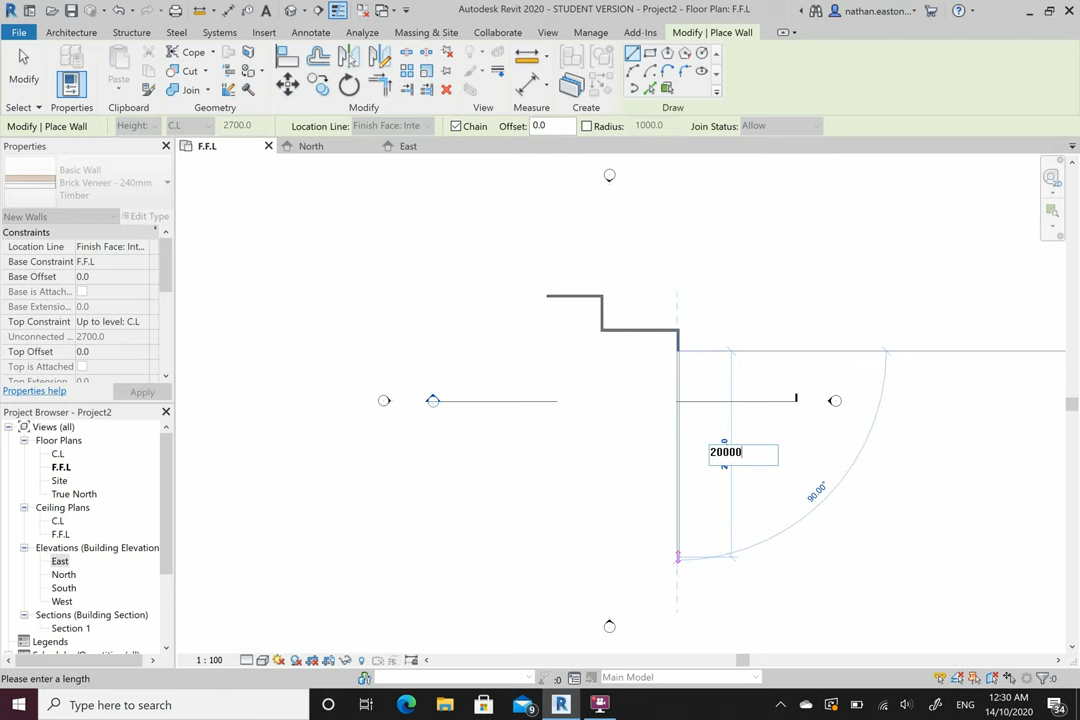 Autodesk Revit 2020 - STUDENT VERSION - Project2 - Floor Plan: F.F.L
nathan.easton...
File Architecture Structure Steel Systems Insert Annotate Analyze Massing & Site Collaborate View Manage Add-Ins Modify | Place Wall
Modify
Paste
Cope
Cut
Join
Select Properties Clipboard Geometry Modify View Measure Create Draw
Modify | Place Wall Height: C.L 2700.0 Location Line: Finish Face: Inte Chain Offset: 0.0 Radius: 1000.0 Join Status: Allow
Properties
F.F.L North East
Basic Wall
Brick Veneer - 240mm
Timber
New Walls Edit Type
Constraints
Location Line Finish Face: Int...
Base Constraint F.F.L
Base Offset 0.0
Base is Attach...
Base Extensio... 0.0
Top Constraint Up to level: C.L
Unconnected ... 2700.0
Top Offset 0.0
Top is Attached
Top Extension 0.0
Properties help Apply
20000
90.00°
Project Browser - Project2
Views (all)
Floor Plans
C.L
F.F.L
Site
True North
Ceiling Plans
C.L
F.F.L
Elevations (Building Elevation
East
North
South
West
Sections (Building Section)
Section 1
Legends
1 : 100
Please enter a length
:0
Main Model
:0
Type here to search
9
ENG
12:30 AM
14/10/2020
34